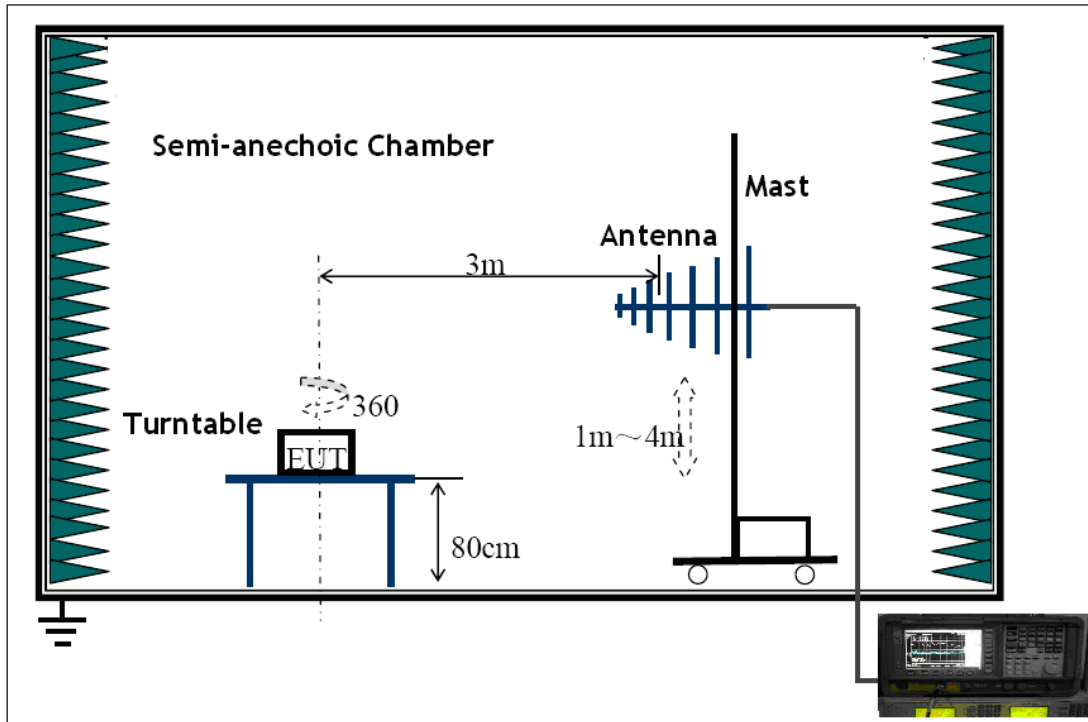 Semi-anechoic Chamber
Mast
Antenna
3m
360
Turntable
1m～4m
EUT
80cm